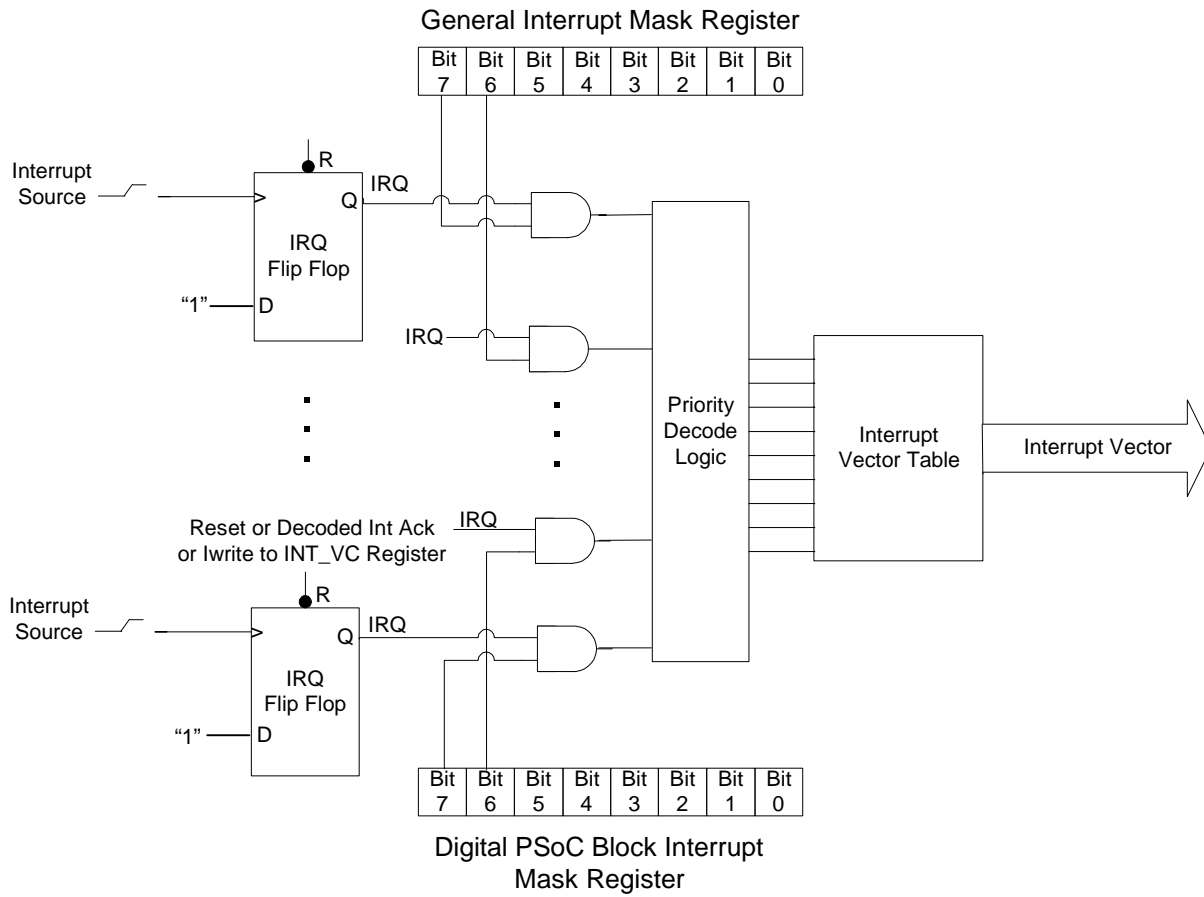 General Interrupt Mask Register
Bit 7 Bit 6 Bit 5 Bit 4 Bit 3 Bit 2 Bit 1 Bit 0
R
Interrupt
Source
Q
IRQ
IRQ
Flip Flop
"1"
D
IRQ
Priority
Decode
Logic
Interrupt
Vector Table
Interrupt Vector
Reset or Decoded Int Ack
or Iwrite to INT_VC Register
IRQ
R
Interrupt
Source
Q
IRQ
IRQ
Flip Flop
"1"
D
Bit 7 Bit 6 Bit 5 Bit 4 Bit 3 Bit 2 Bit 1 Bit 0
Digital PSoC Block Interrupt
Mask Register